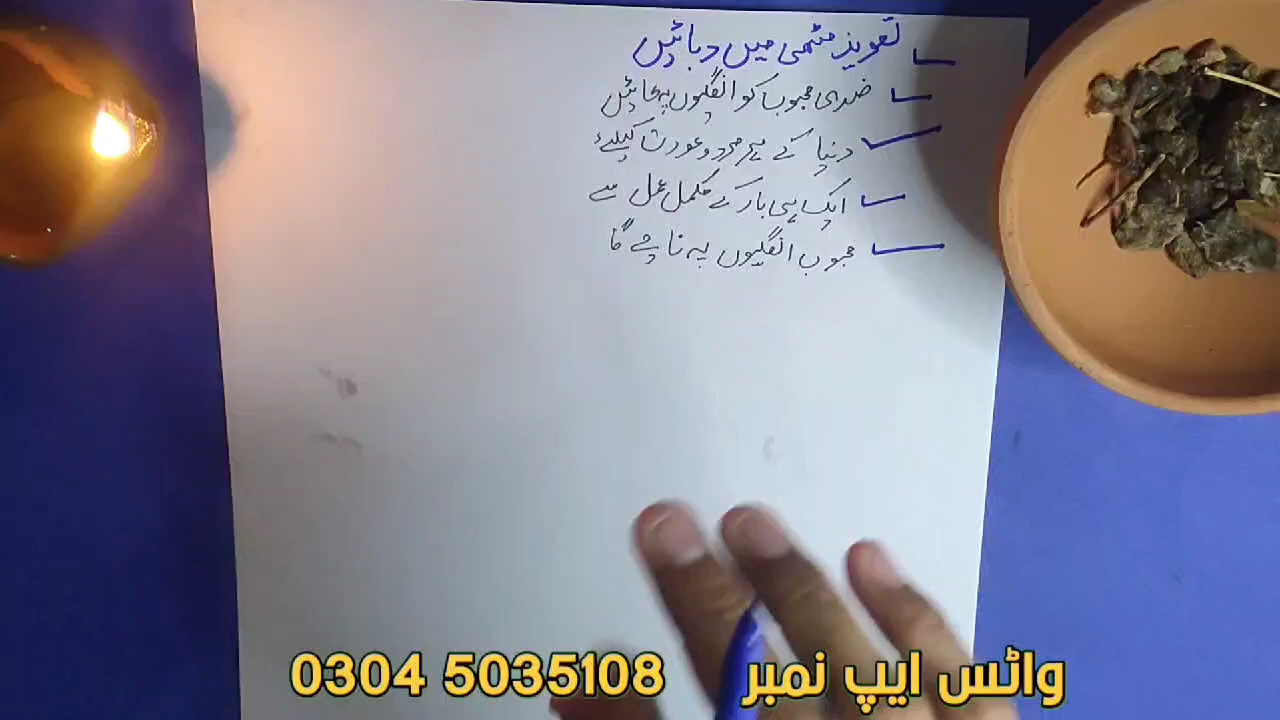 تعویز مٹھی میں دبائیں
ضدی محبوب کو انگلیوں پہ نچائیں
دنیا کے ہر مرد و عورت کیلئے
ایک ہی بار کے مکمل عمل سے
محبوب انگلیوں پہ ناچے گا
واٹس ایپ نمبر 0304 5035108